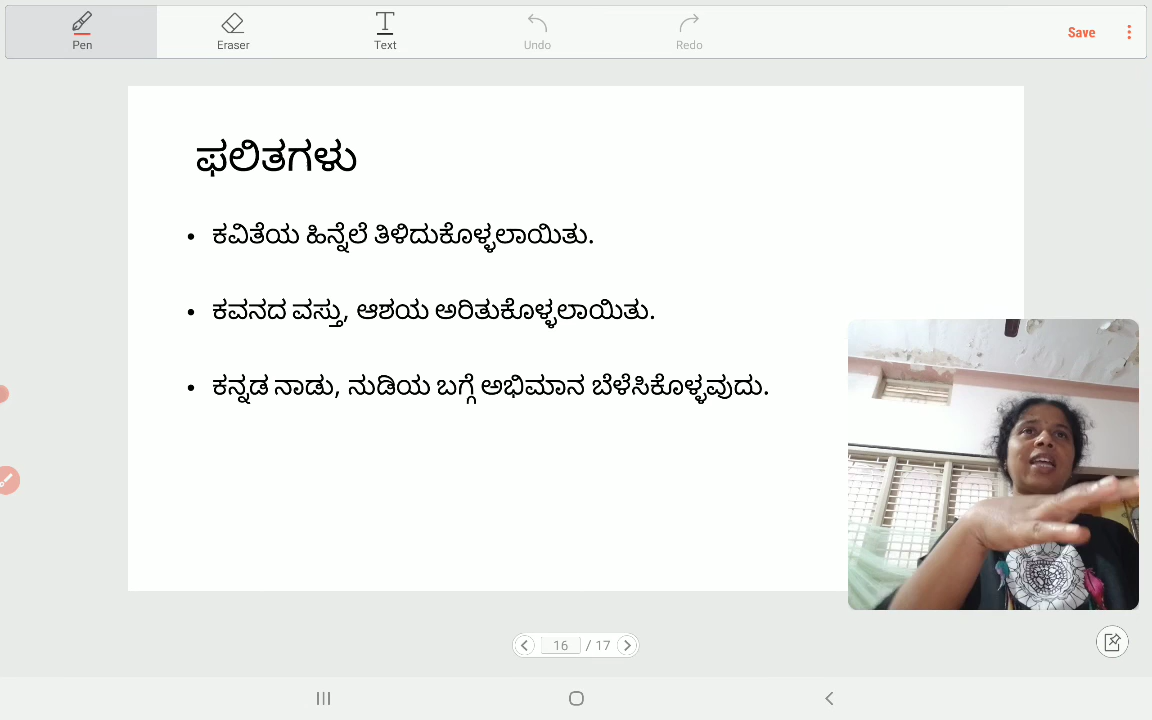 Pen
Eraser
Text
Undo
Redo
Save
ಫಲಿತಗಳು
• ಕವಿತೆಯ ಹಿನ್ನೆಲೆ ತಿಳಿದುಕೊಳ್ಳಲಾಯಿತು.
• ಕವನದ ವಸ್ತು, ಆಶಯ ಅರಿತುಕೊಳ್ಳಲಾಯಿತು.
• ಕನ್ನಡ ನಾಡು, ನುಡಿಯ ಬಗ್ಗೆ ಅಭಿಮಾನ ಬೆಳೆಸಿಕೊಳ್ಳವುದು.
16 / 17